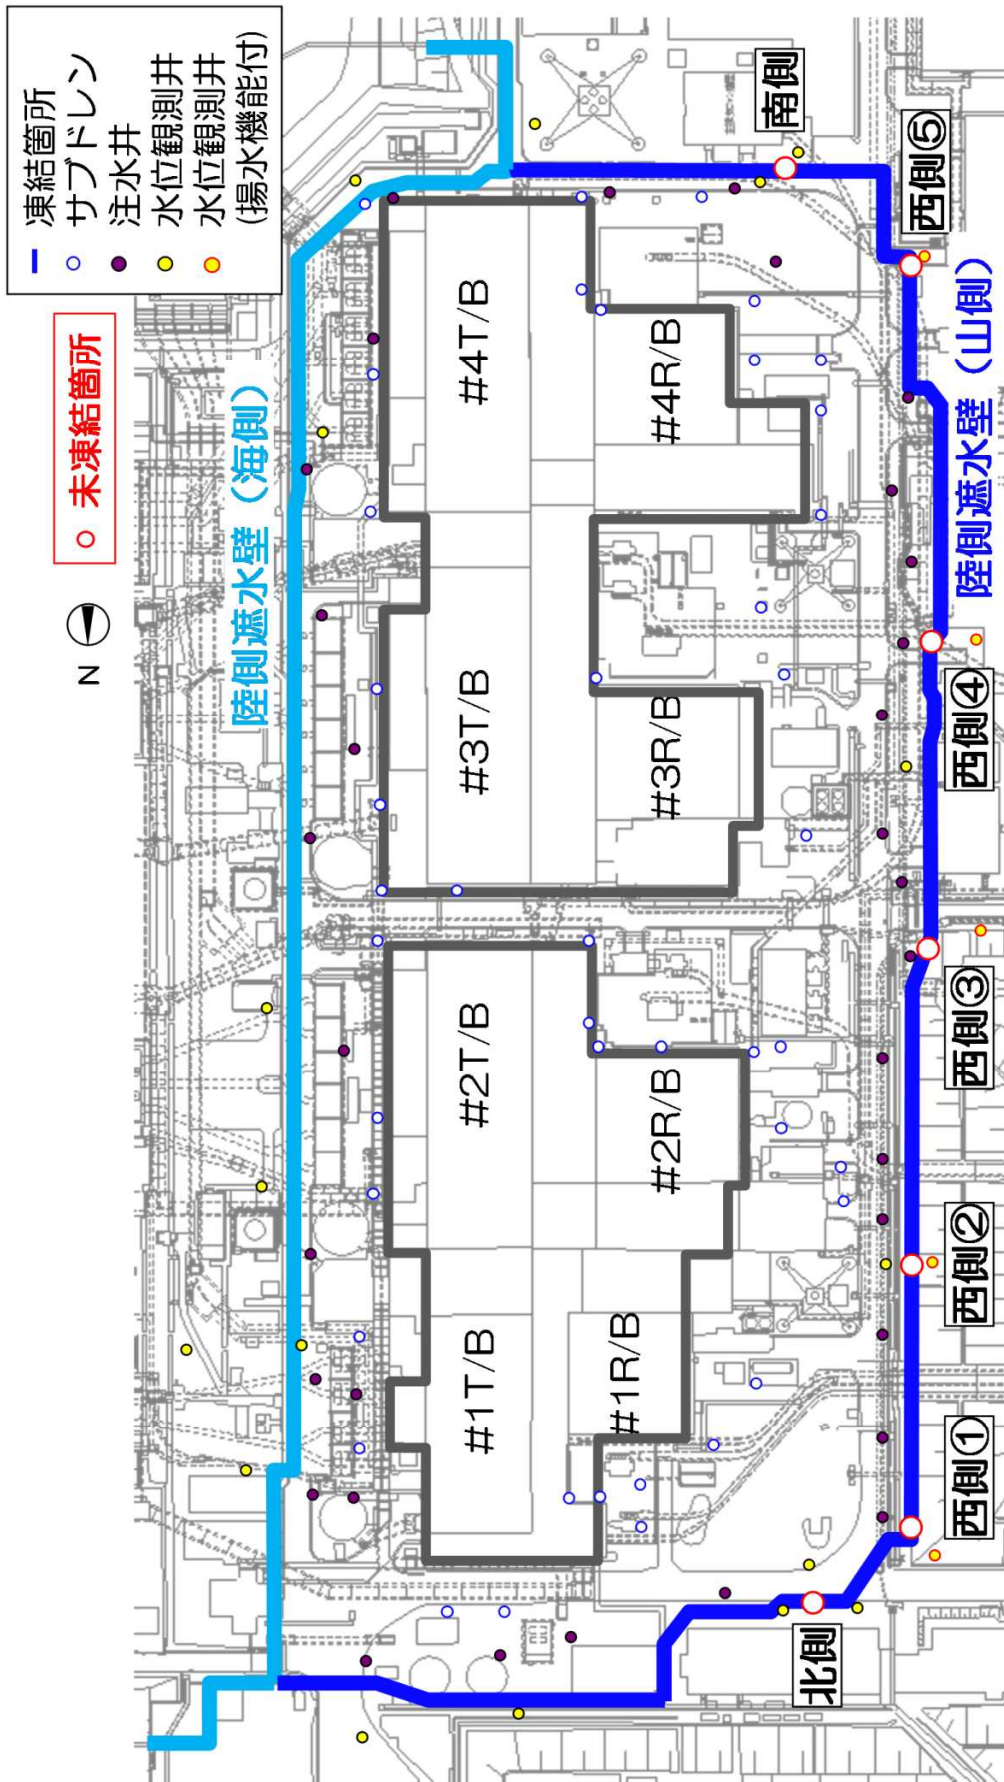 凍結箇所
サブドレン
注水井
水位観測井
水位観測井
(揚水機能付)
未凍結箇所
N
陸側遮水壁（海側）
#1T/B
#2T/B
#3T/B
#4T/B
#1R/B
#2R/B
#3R/B
#4R/B
北側
南側
西側①
西側②
西側③
西側④
西側⑤
陸側遮水壁（山側）